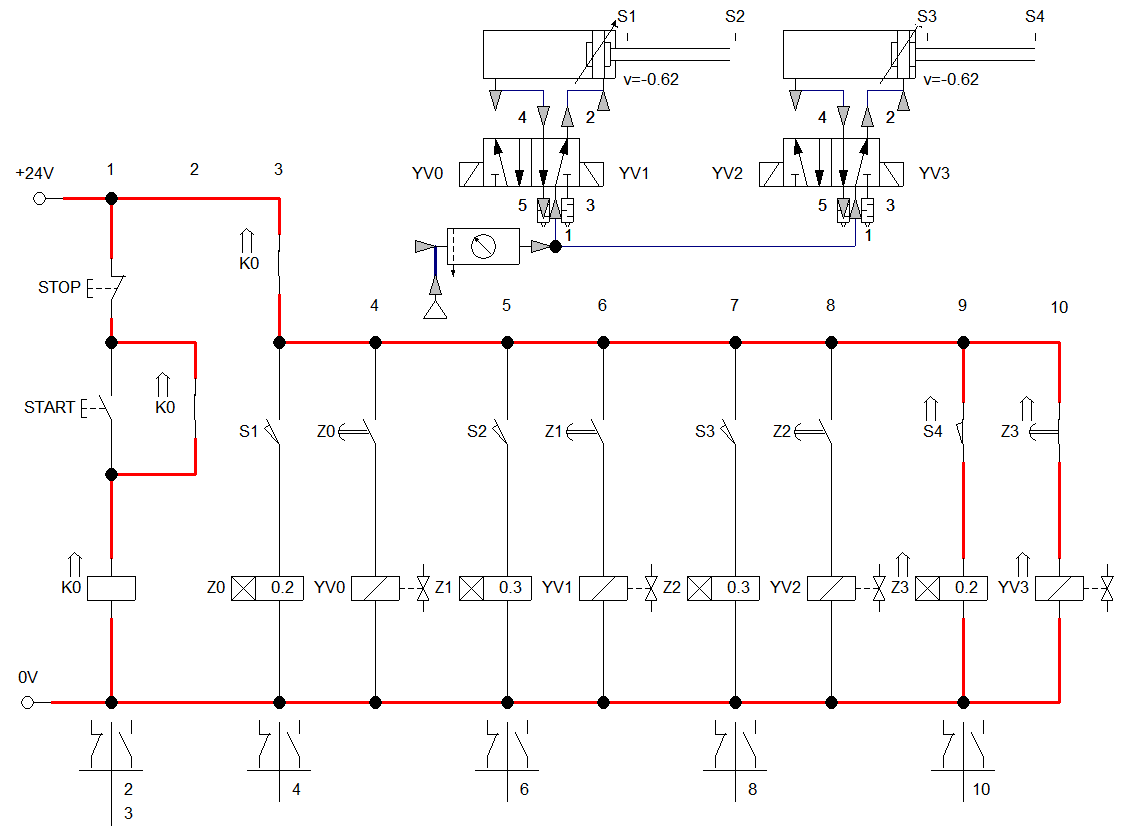 S1 S2 S3 S4
v=-0.62 v=-0.62
4 2 4 2
1 2 3
+24V YV0 YV1 YV2 YV3
5 3 5 3
1 1
K0
STOP
4 5 6 7 8 9 10
START K0
S1 Z0 S2 Z1 S3 Z2 S4 Z3
K0 Z0 0.2 YV0 Z1 0.3 YV1 Z2 0.3 YV2 Z3 0.2 YV3
0V
2 4 6 8 10
3